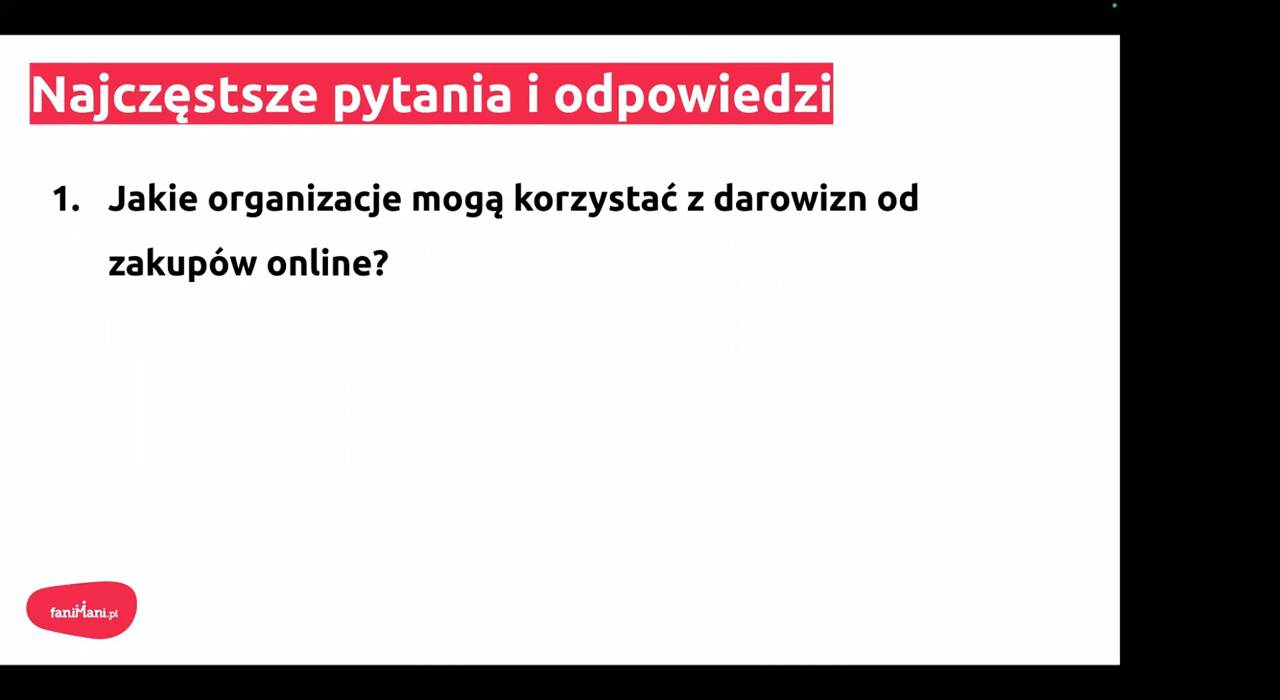 Najczęstsze pytania i odpowiedzi
1. Jakie organizacje mogą korzystać z darowizn od
zakupów online?
faniMani.pl